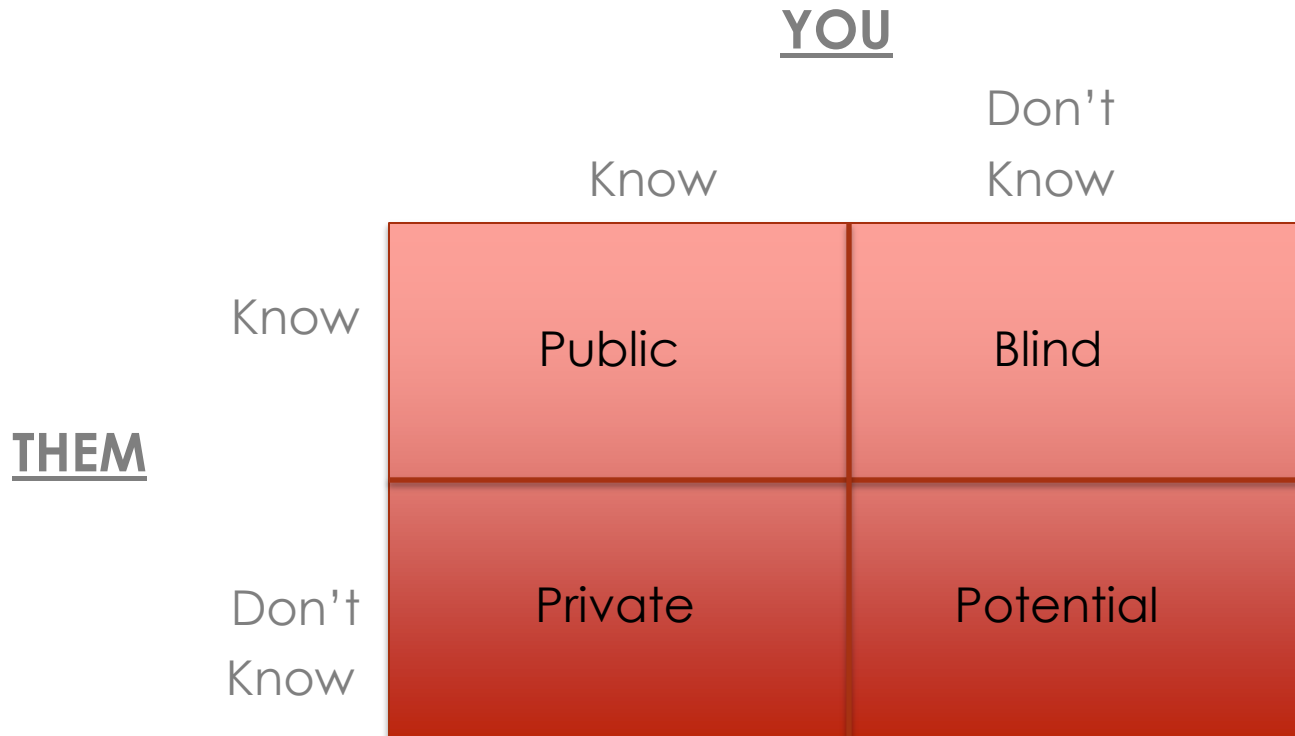 YOU
Don't
Know Know
Know
Public Blind
THEM
Don't
Know
Private Potential